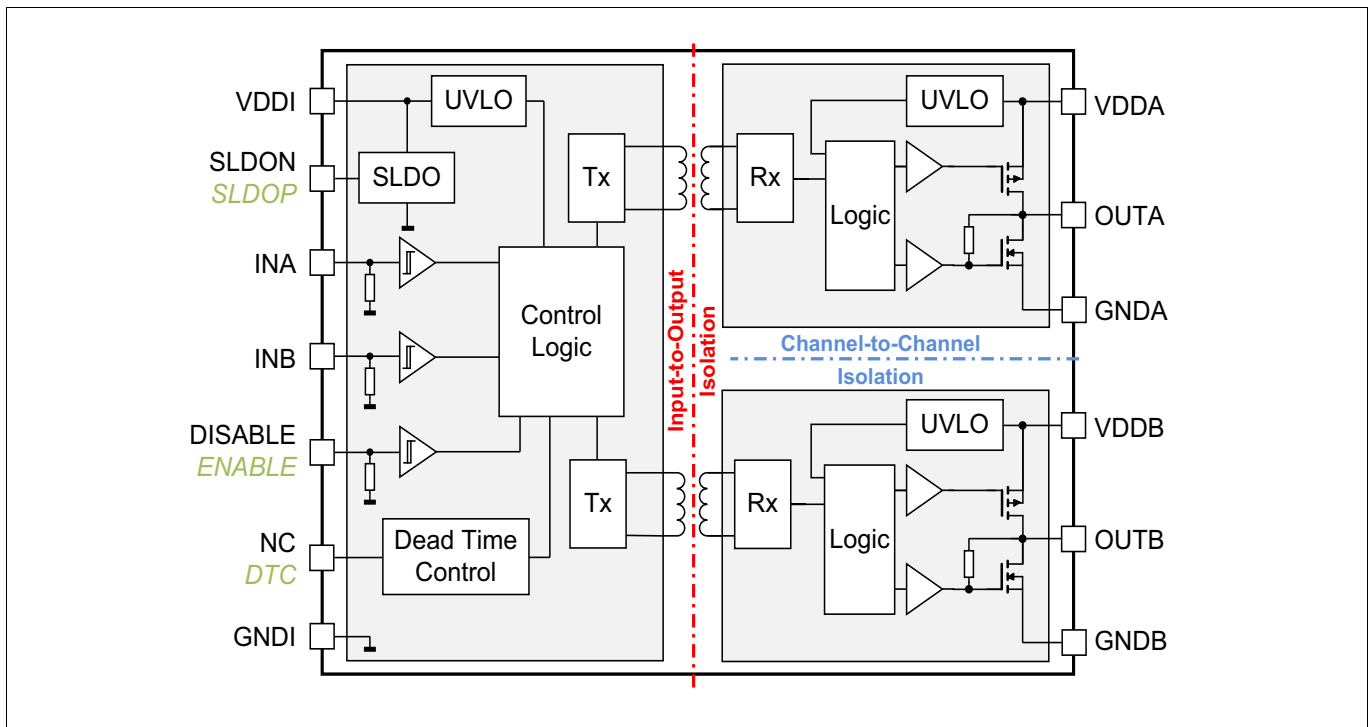 VDDI
SLDON
SLDOP
INA
INB
DISABLE
ENABLE
NC
DTC
GNDI
UVLO
SLDO
Tx
Control
Logic
Tx
Dead Time
Control
Input-to-Output
Isolation
UVLO
Rx
Logic
VDDA
OUTA
GNDA
Channel-to-Channel
Isolation
UVLO
Rx
Logic
VDDB
OUTB
GNDB